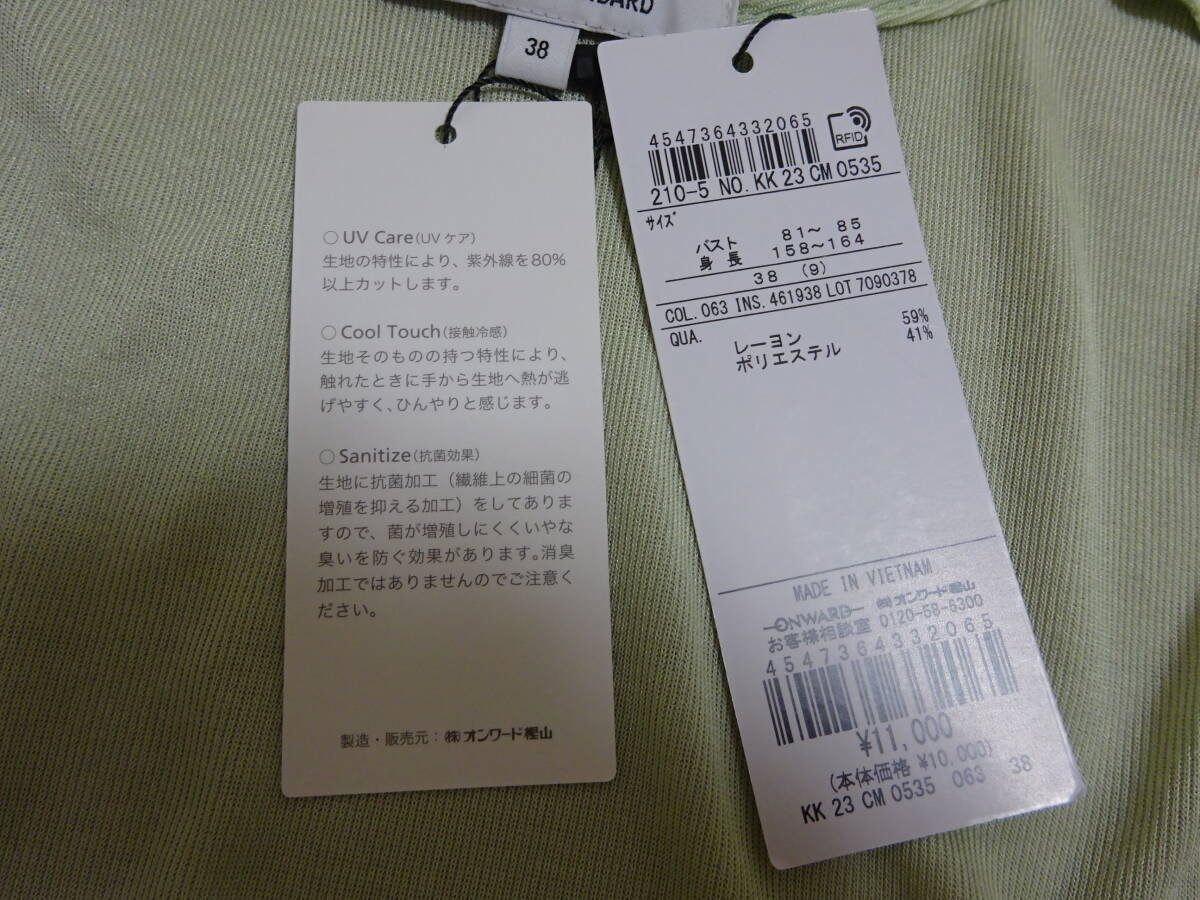 38
○ UV Care(UV ケア)
生地の特性により、紫外線を80%
以上カットします。
○ Cool Touch(接触冷感)
生地そのものの持つ特性により、
触れたときに手から生地へ熱が逃
げやすく、ひんやりと感じます。
○ Sanitize(抗菌効果)
生地に抗菌加工（繊維上の細菌の
増殖を抑える加工）をしてありま
すので、菌が増殖しにくくいやな
臭いを防ぐ効果があります。消臭
加工ではありませんのでご注意く
ださい。
製造・販売元：㈱オンワード樫山
4547364332065
RFID
210-5 NO. KK 23 CM 0535
サイズ
バスト 81～ 85
身長 158～164
38 (9)
COL. 063 INS. 461938 LOT 7090378
QUA. レーヨン 59%
ポリエステル 41%
MADE IN VIETNAM
ONWARD ㈱オンワード樫山
お客様相談室 0120-58-6300
4547364332065
¥11,000
(本体価格 ¥10,000)
KK 23 CM 0535 063 38